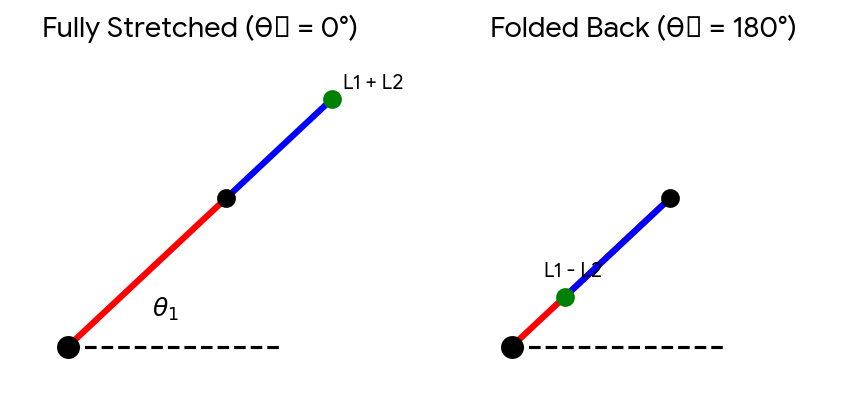 Fully Stretched (θ▯ = 0°)
Folded Back (θ▯ = 180°)
L1 + L2
L1 - L2
θ₁